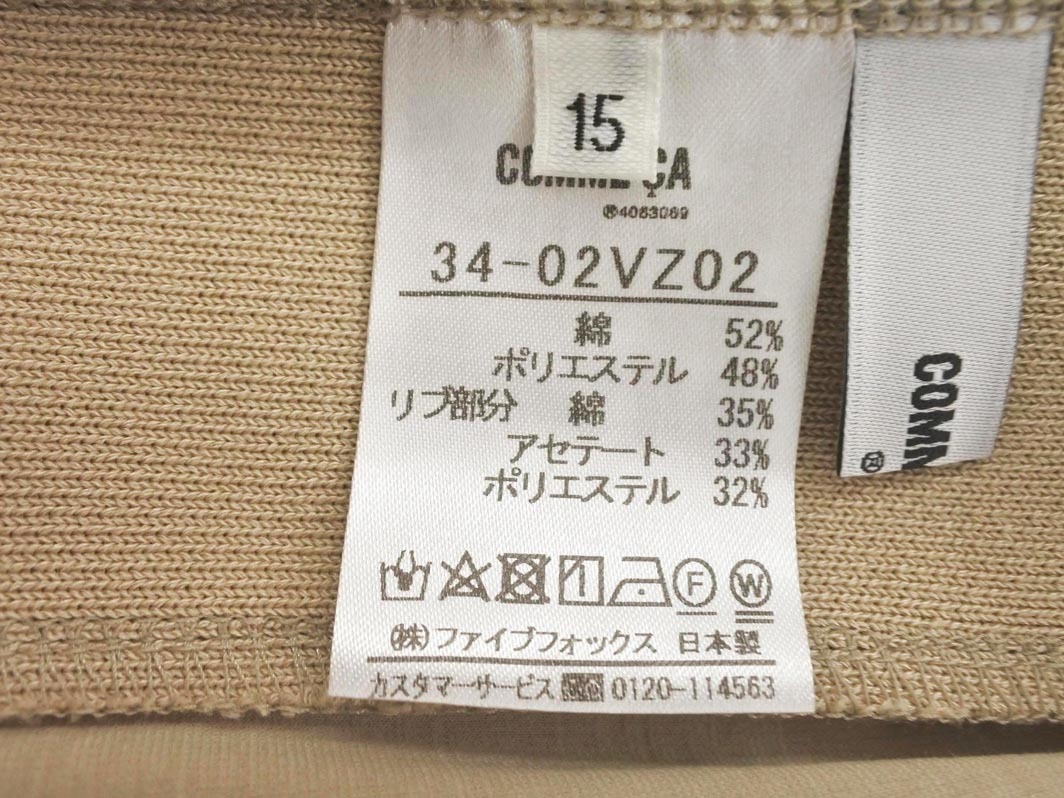 15
COMME ÇA
®4063969
34-02VZ02
綿 52%
ポリエステル 48%
リブ部分 綿 35%
アセテート 33%
ポリエステル 32%
F W
㈱ファイブフォックス 日本製
カスタマーサービス 0120-114563
COMM
®